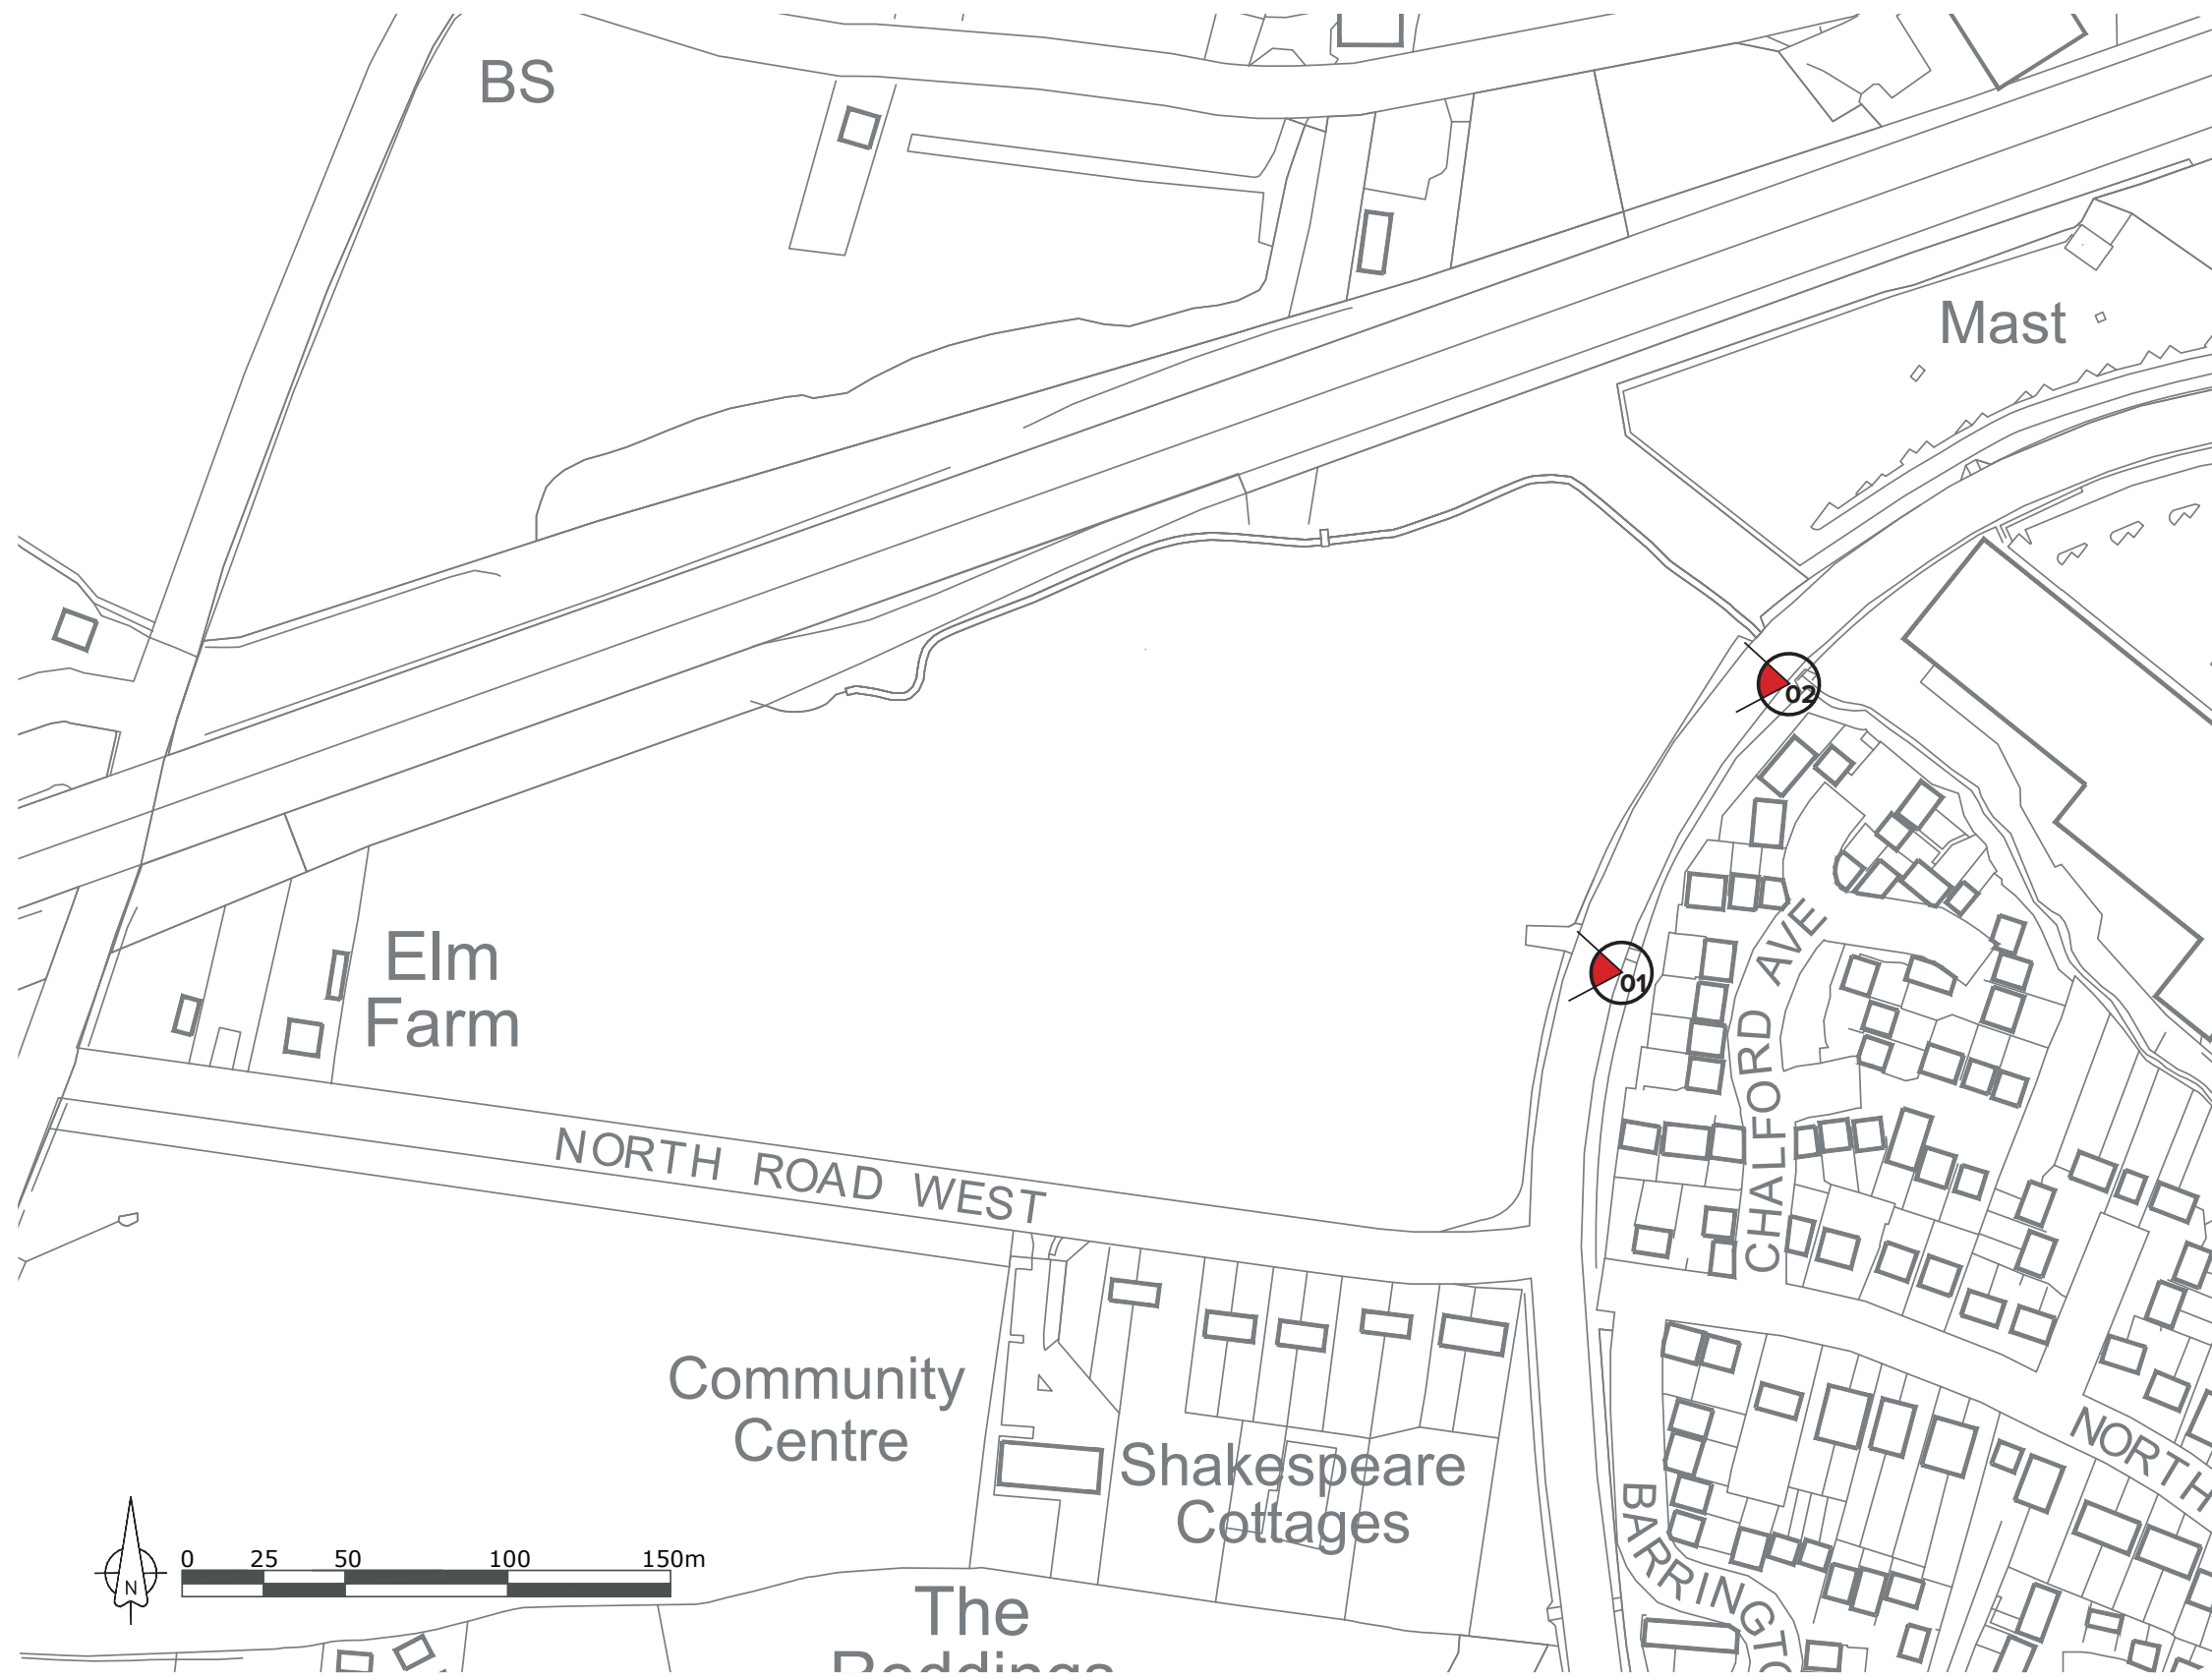 BS
Mast
02
01
Elm
Farm
CHALFORD AVE
NORTH ROAD WEST
Community
Centre
Shakespeare
Cottages
NORTH
BARRINGTO
0 25 50 100 150m
N
The
Reddings